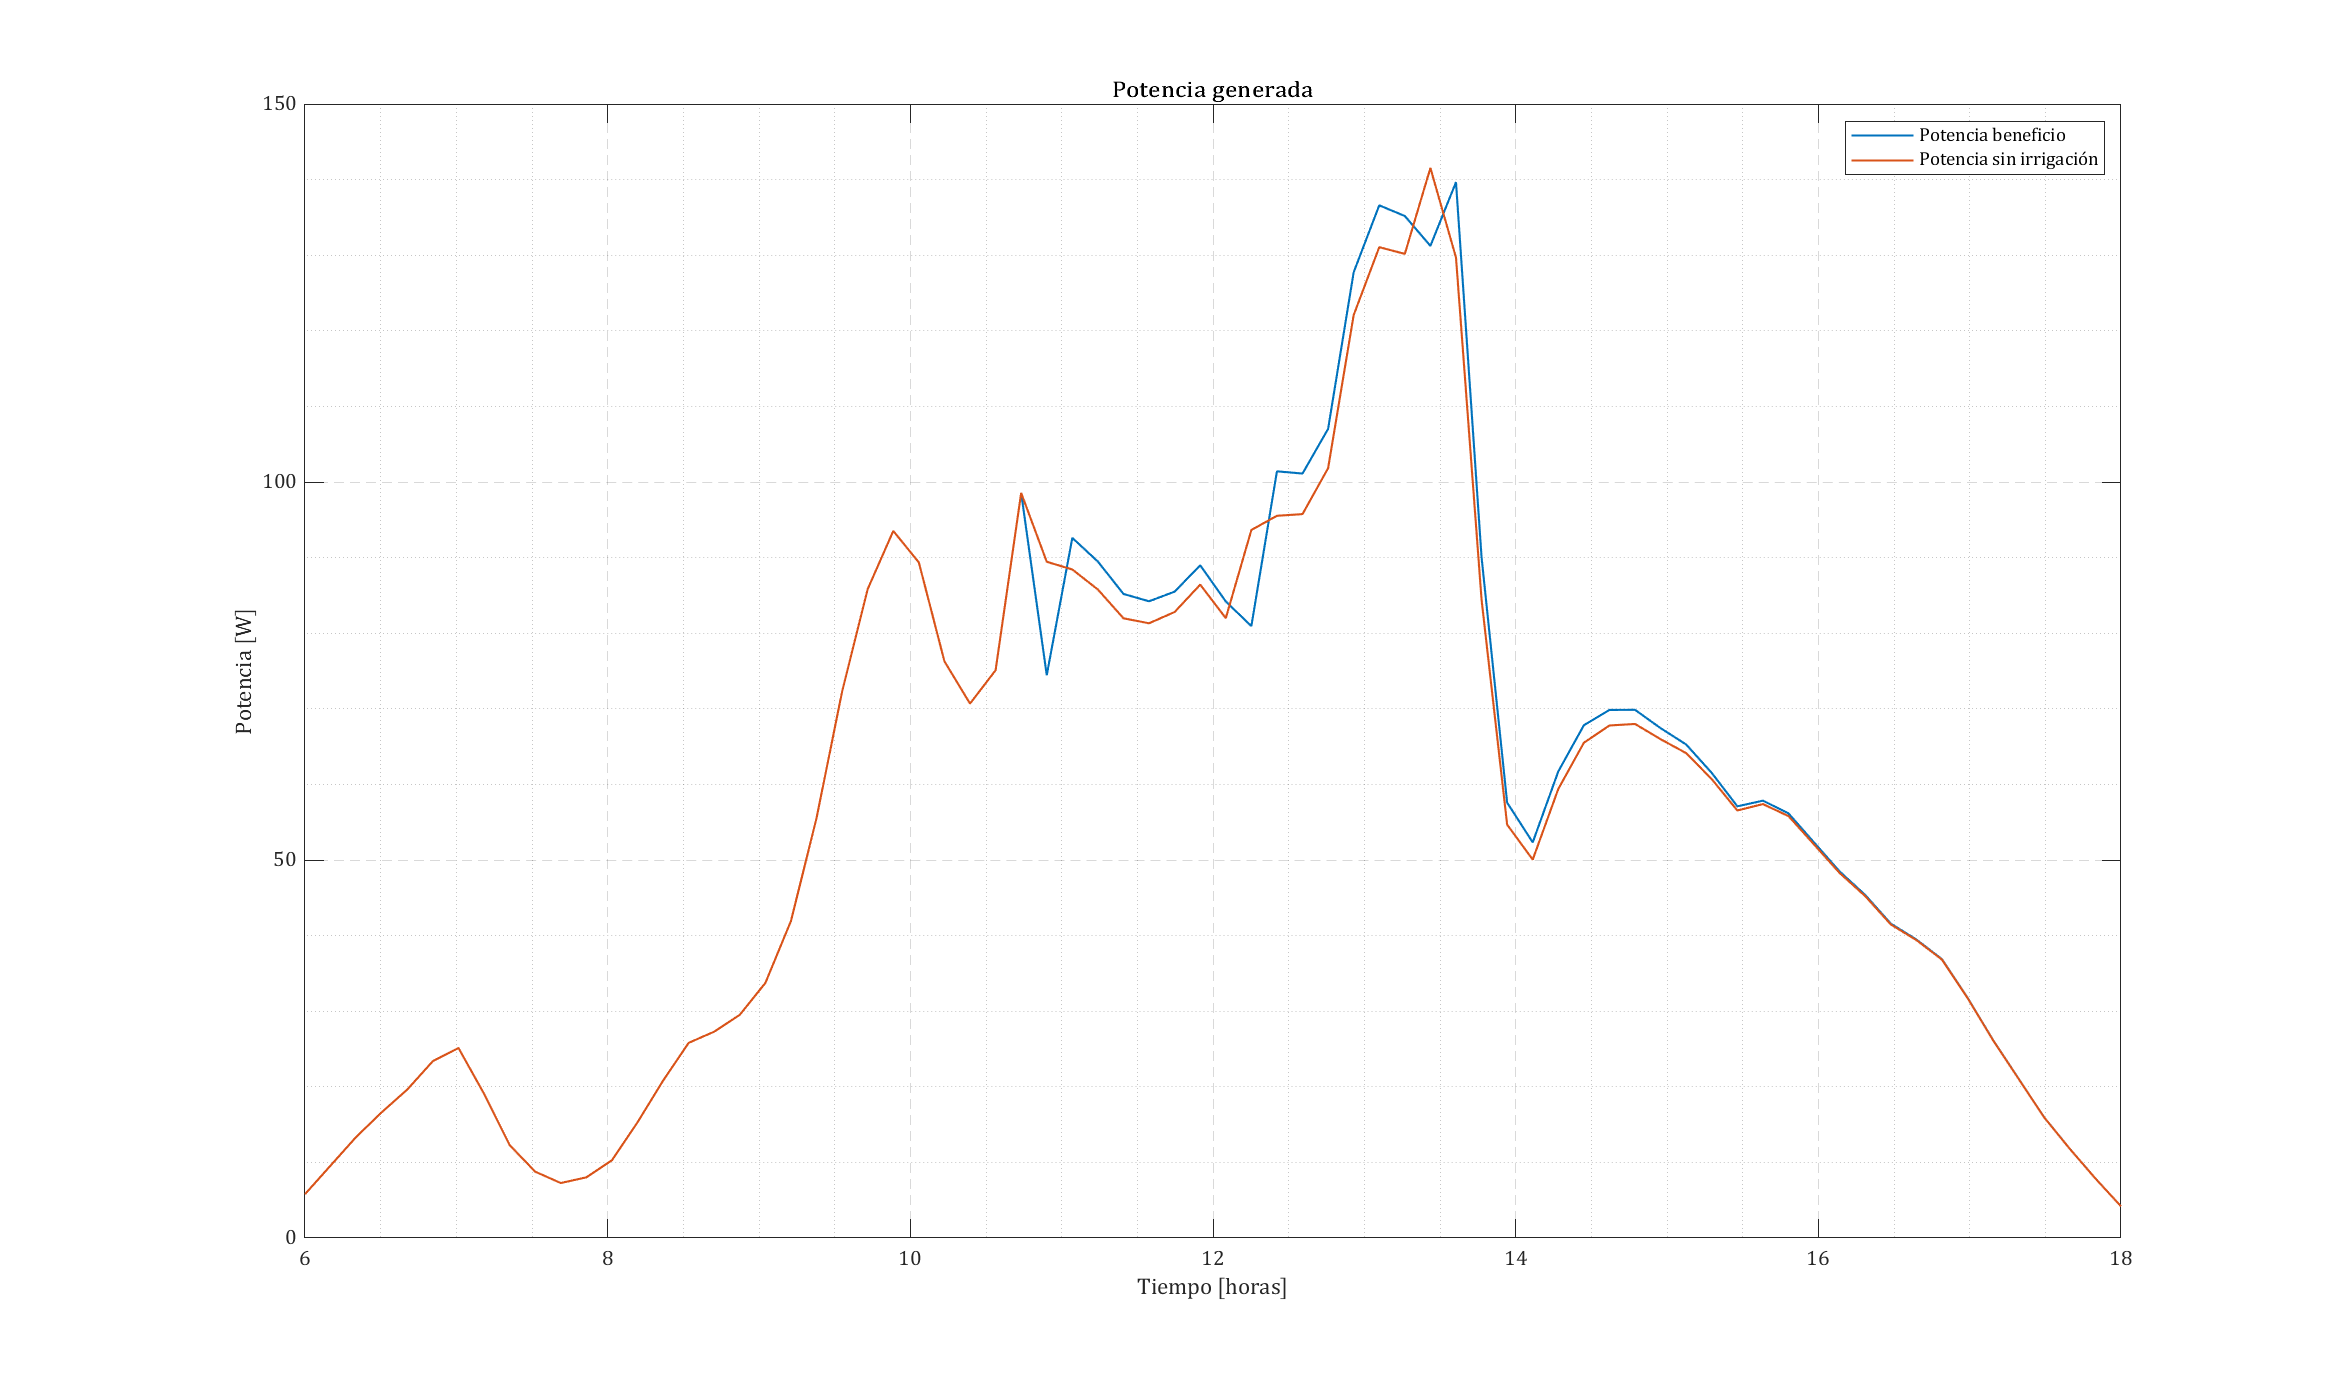 Potencia generada
150
Potencia beneficio
Potencia sin irrigación
100
Potencia [W]
50
0
6 8 10 12 14 16 18
Tiempo [horas]